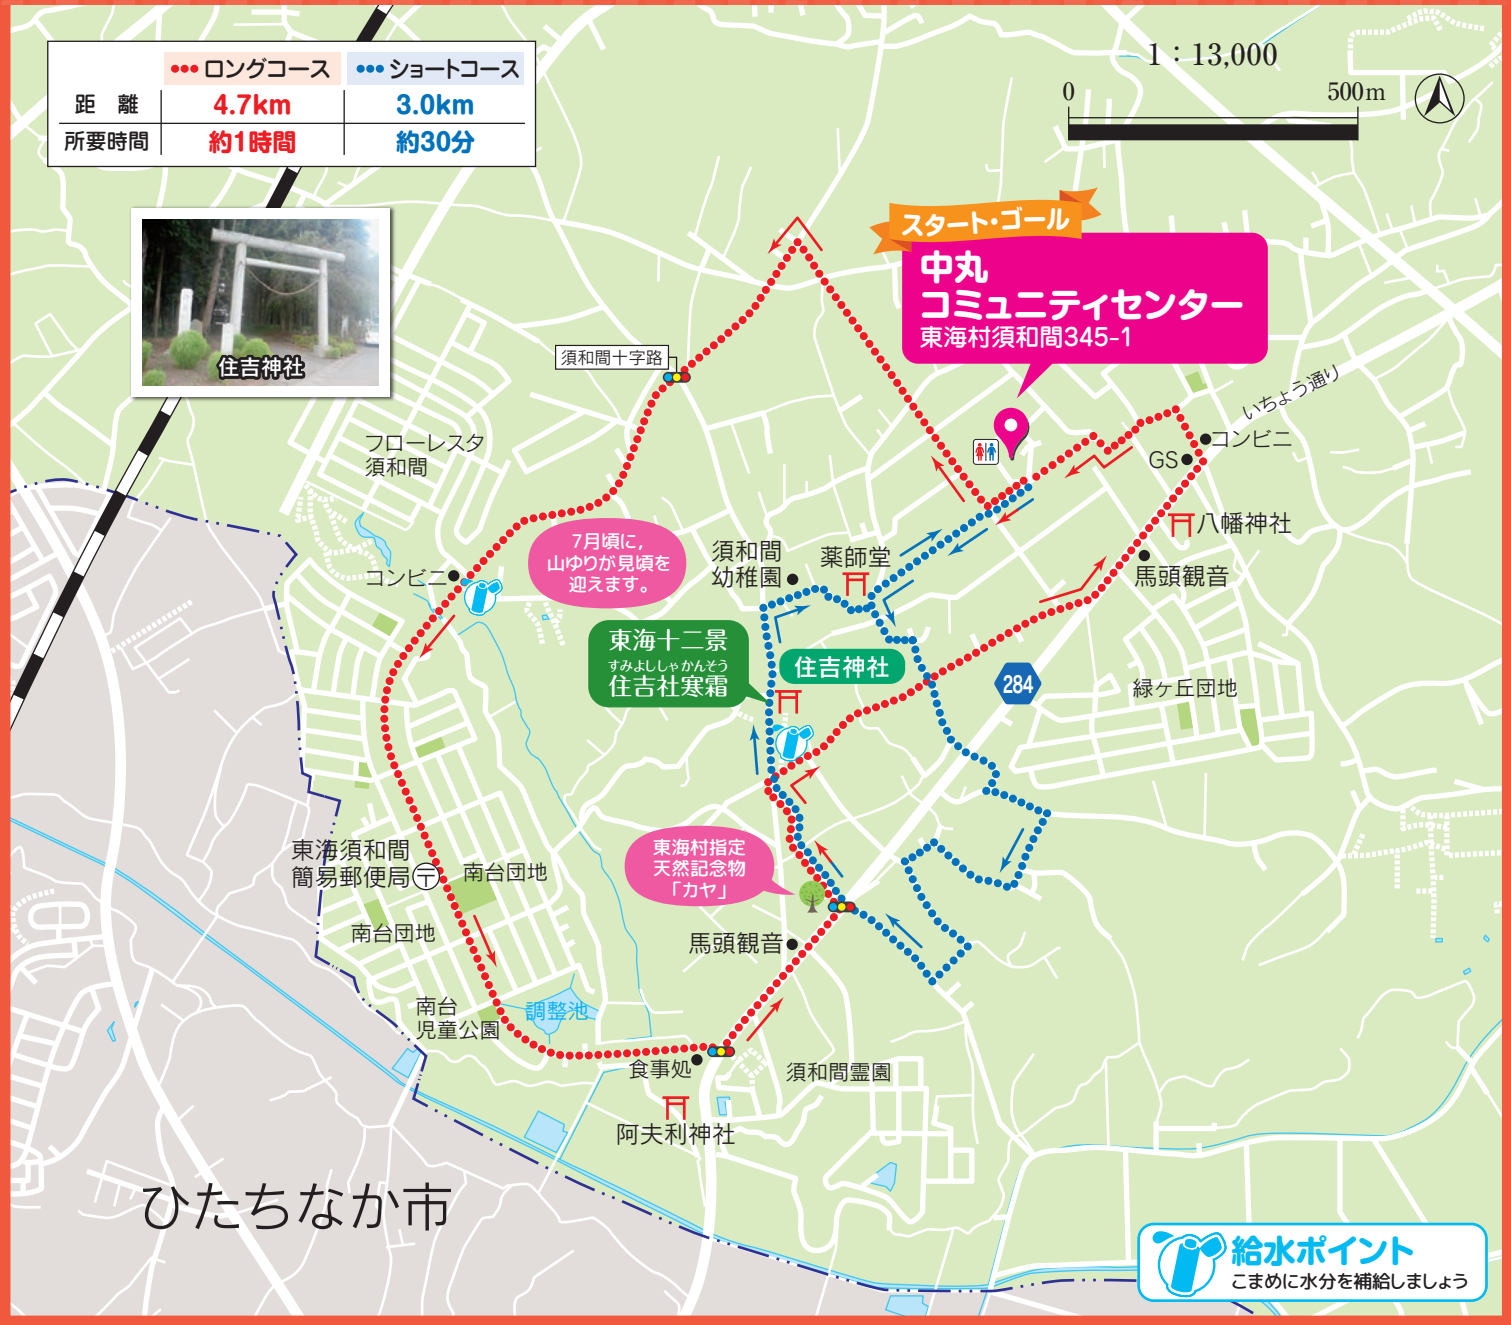 ロングコース ショートコース
距離 4.7km 3.0km
所要時間 約1時間 約30分
1：13,000
0 500m
住吉神社
スタート・ゴール
中丸
コミュニティセンター
東海村須和間345-1
須和間十字路
いちょう通り
コンビニ
GS
フローレスタ
須和間
八幡神社
7月頃に,
山ゆりが見頃を
迎えます。
須和間
幼稚園
薬師堂
馬頭観音
コンビニ
東海十二景
すみよししゃかんそう
住吉社寒霜
住吉神社
284
緑ヶ丘団地
東海須和間
簡易郵便局
〒
南台団地
東海村指定
天然記念物
「カヤ」
南台団地
馬頭観音
南台
児童公園
調整池
食事処
須和間霊園
阿夫利神社
ひたちなか市
給水ポイント
こまめに水分を補給しましょう